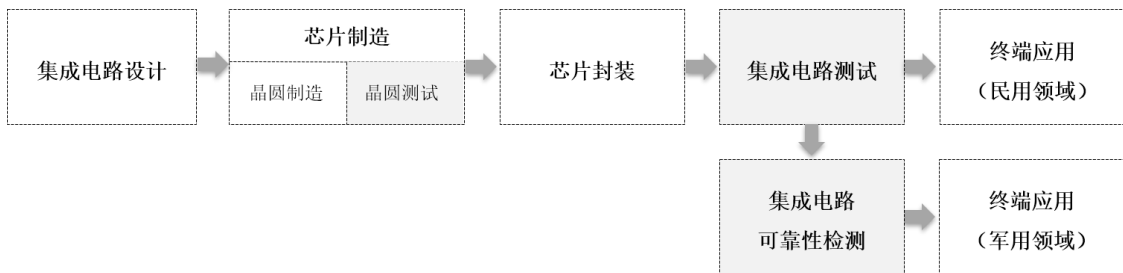 集成电路设计
芯片制造
晶圆制造
晶圆测试
芯片封装
集成电路测试
终端应用
（民用领域）
集成电路
可靠性检测
终端应用
（军用领域）